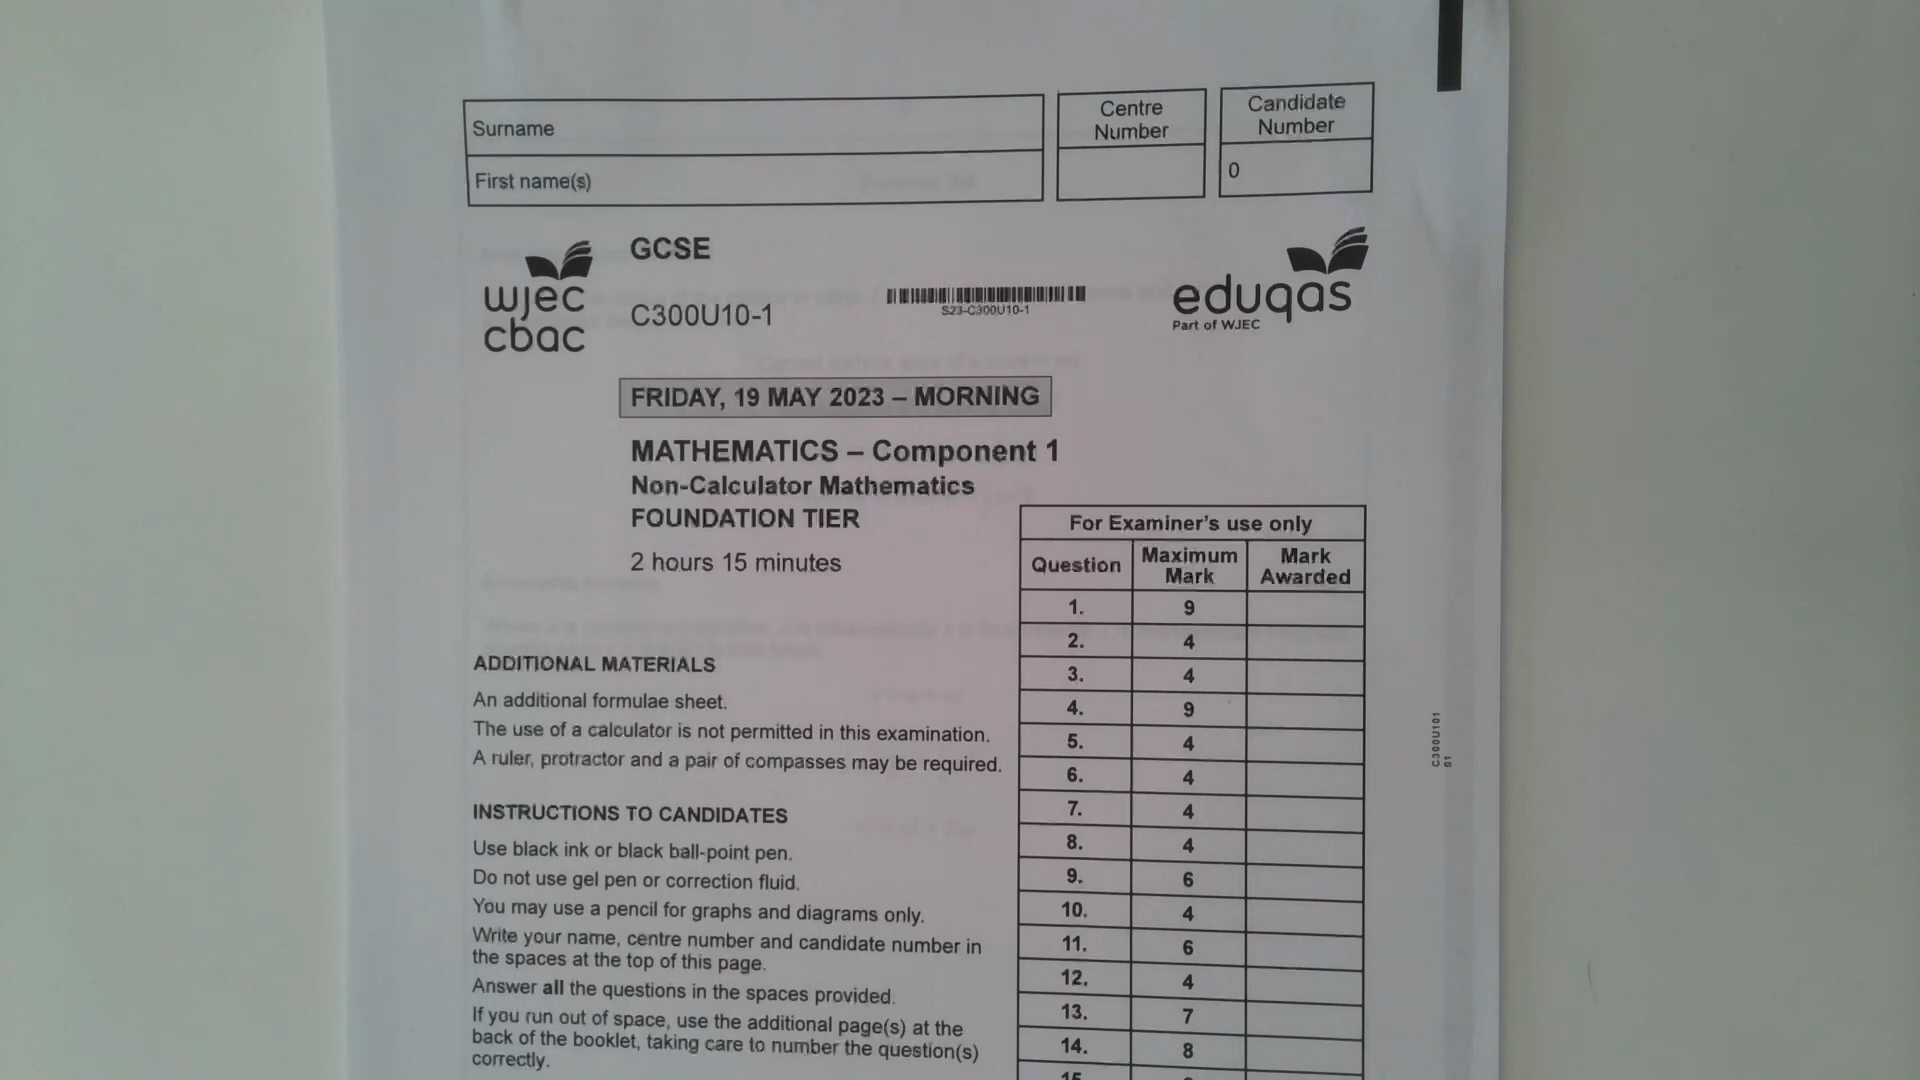 Surname
First name(s)
Centre
Number
Candidate
Number
0
wjec
cbac
GCSE
C300U10-1
S23-C300U10-1
eduqas
Part of WJEC
FRIDAY, 19 MAY 2023 – MORNING
MATHEMATICS – Component 1
Non-Calculator Mathematics
FOUNDATION TIER
2 hours 15 minutes
ADDITIONAL MATERIALS
An additional formulae sheet.
The use of a calculator is not permitted in this examination.
A ruler, protractor and a pair of compasses may be required.
INSTRUCTIONS TO CANDIDATES
Use black ink or black ball-point pen.
Do not use gel pen or correction fluid.
You may use a pencil for graphs and diagrams only.
Write your name, centre number and candidate number in
the spaces at the top of this page.
Answer all the questions in the spaces provided.
If you run out of space, use the additional page(s) at the
back of the booklet, taking care to number the question(s)
correctly.
For Examiner's use only
Question Maximum Mark Mark Awarded
1. 9
2. 4
3. 4
4. 9
5. 4
6. 4
7. 4
8. 4
9. 6
10. 4
11. 6
12. 4
13. 7
14. 8
15.
C300U101
01